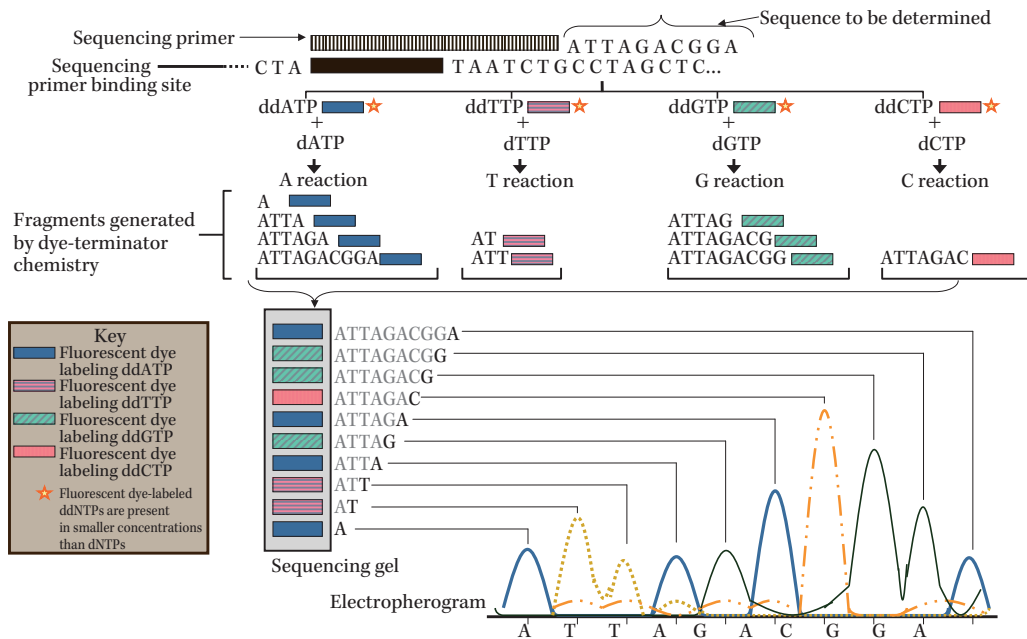 Sequence to be determined
Sequencing primer
ATTAGACGGA
Sequencing
primer binding site
CTA
TAATCTGCCTAGCTC...
ddATP
+
dATP
A reaction
ddTTP
+
dTTP
T reaction
ddGTP
+
dGTP
G reaction
ddCTP
+
dCTP
C reaction
Fragments generated
by dye-terminator
chemistry
A
ATTA
ATTAGA
ATTAGACGGA
AT
ATT
ATTAG
ATTAGACG
ATTAGACGG
ATTAGAC
Key
Fluorescent dye
labeling ddATP
Fluorescent dye
labeling ddTTP
Fluorescent dye
labeling ddGTP
Fluorescent dye
labeling ddCTP
Fluorescent dye-labeled
ddNTPs are present
in smaller concentrations
than dNTPs
ATTAGACGGA
ATTAGACGG
ATTAGACG
ATTAGAC
ATTAGA
ATTAG
ATTA
ATT
AT
A
Sequencing gel
Electropherogram
A T T A G A C G G A